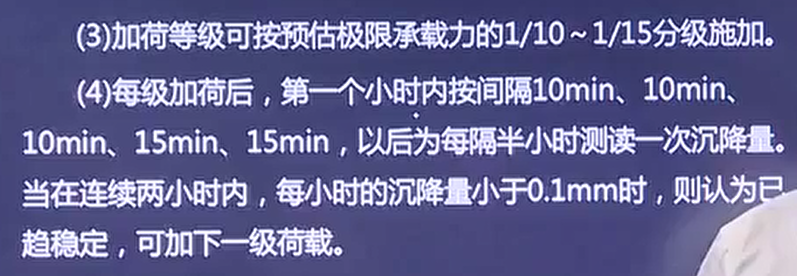 (3)加荷等级可按预估极限承载力的1/10～1/15分级施加。
(4)每级加荷后，第一个小时内按间隔10min、10min、
10min、15min、15min，以后为每隔半小时测读一次沉降量。
当在连续两小时内，每小时的沉降量小于0.1mm时，则认为已
趋稳定，可加下一级荷载。